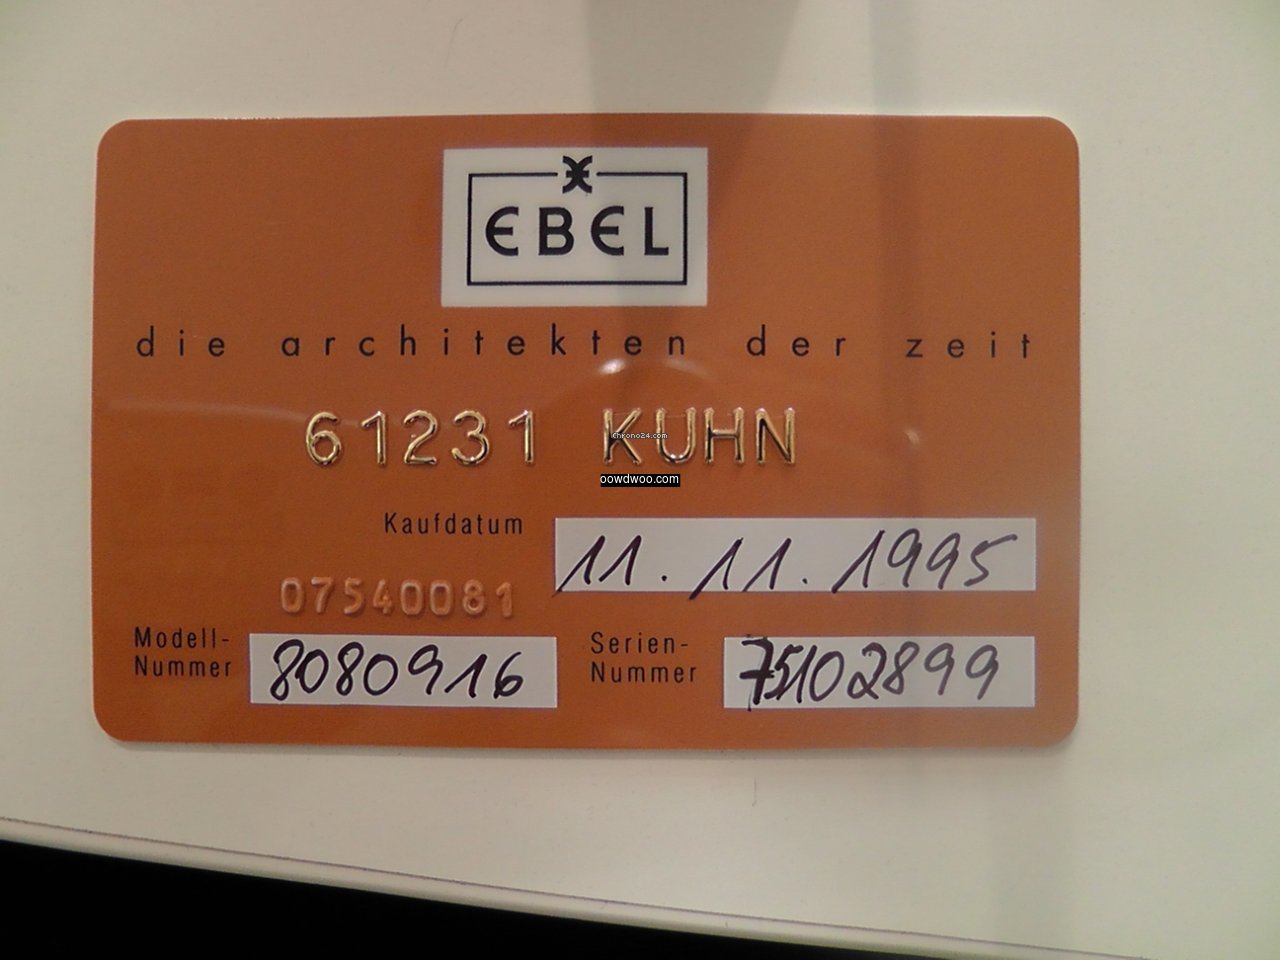 EBEL
die architekten der zeit
61231 KUHN
Chrono24.com
oowdwoo.com
Kaufdatum 11.11.1995
07540081
Modell-
Nummer 8080916
Serien-
Nummer 75102899